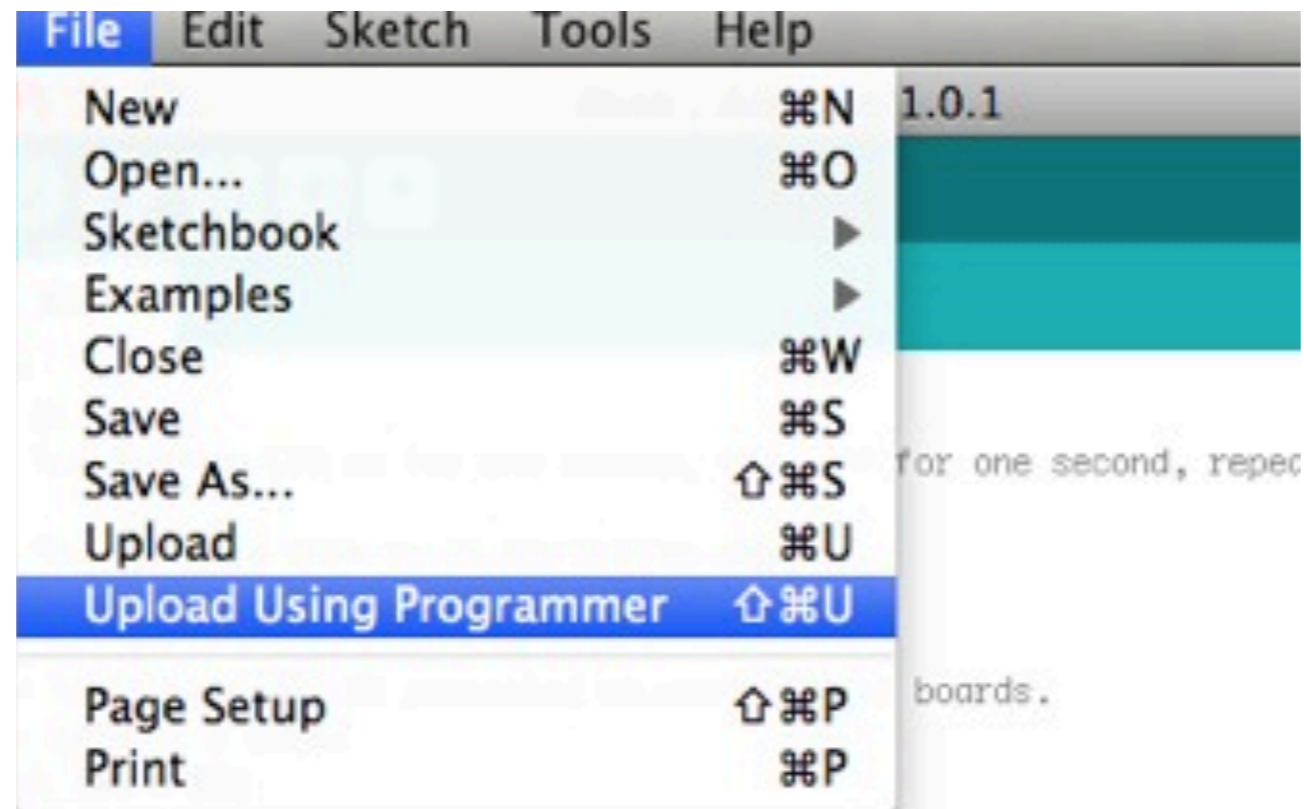 File Edit Sketch Tools Help
1.0.1
New ⌘N
Open... ⌘O
Sketchbook ▶
Examples ▶
Close ⌘W
Save ⌘S
Save As... ⇧⌘S
for one second,
Upload ⌘U
Upload Using Programmer ⇧⌘U
Page Setup ⇧⌘P
boards.
Print ⌘P